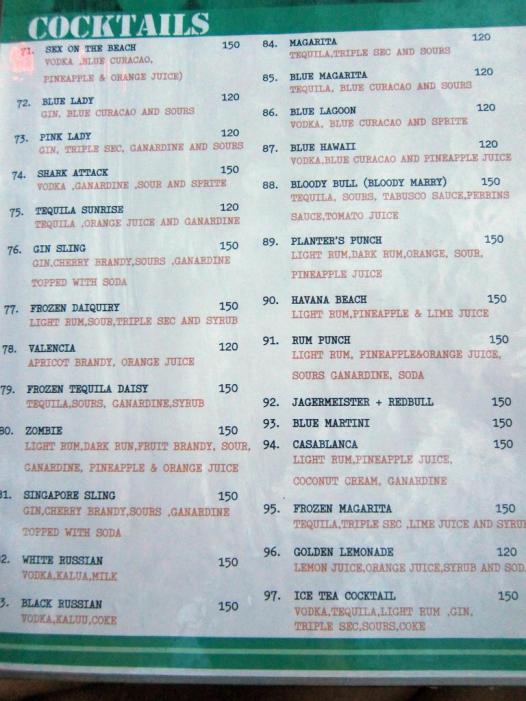 COCKTAILS
71. SEX ON THE BEACH 150
VODKA ,BLUE CURACAO,
PINEAPPLE & ORANGE JUICE)
72. BLUE LADY 120
GIN, BLUE CURACAO AND SOURS
73. PINK LADY 120
GIN, TRIPLE SEC, GANARDINE AND SOURS
74. SHARK ATTACK 150
VODKA ,GANARDINE ,SOUR AND SPRITE
75. TEQUILA SUNRISE 120
TEQUILA ,ORANGE JUICE AND GANARDINE
76. GIN SLING 150
GIN,CHERRY BRANDY,SOURS ,GANARDINE
TOPPED WITH SODA
77. FROZEN DAIQUIRY 150
LIGHT RUM,SOUR,TRIPLE SEC AND SYRUB
78. VALENCIA 120
APRICOT BRANDY, ORANGE JUICE
79. FROZEN TEQUILA DAISY 150
TEQUILA,SOURS, GANARDINE,SYRUB
80. ZOMBIE 150
LIGHT RUM,DARK RUN,FRUIT BRANDY, SOUR,
GANARDINE, PINEAPPLE & ORANGE JUICE
81. SINGAPORE SLING 150
GIN,CHERRY BRANDY,SOURS ,GANARDINE
TOPPED WITH SODA
2. WHITE RUSSIAN 150
VODKA,KALUA,MILK
3. BLACK RUSSIAN 150
VODKA,KALUU,COKE
84. MAGARITA 120
TEQUILA,TRIPLE SEC AND SOURS
85. BLUE MAGARITA 120
TEQUILA, BLUE CURACAO AND SOURS
86. BLUE LAGOON 120
VODKA, BLUE CURACAO AND SPRITE
87. BLUE HAWAII 120
VODKA,BLUE CURACAO AND PINEAPPLE JUICE
88. BLOODY BULL (BLOODY MARRY) 150
TEQUILA, SOURS, TABUSCO SAUCE,PERRINS
SAUCE,TOMATO JUICE
89. PLANTER'S PUNCH 150
LIGHT RUM,DARK RUM,ORANGE, SOUR,
PINEAPPLE JUICE
90. HAVANA BEACH 150
LIGHT RUM,PINEAPPLE & LIME JUICE
91. RUM PUNCH 150
LIGHT RUM, PINEAPPLE&ORANGE JUICE,
SOURS GANARDINE, SODA
92. JAGERMEISTER + REDBULL 150
93. BLUE MARTINI 150
94. CASABLANCA 150
LIGHT RUM,PINEAPPLE JUICE,
COCONUT CREAM, GANARDINE
95. FROZEN MAGARITA 150
TEQUILA,TRIPLE SEC ,LIME JUICE AND SYRUB
96. GOLDEN LEMONADE 120
LEMON JUICE,ORANGE JUICE,SYRUB AND SOD
97. ICE TEA COCKTAIL 150
VODKA,TEQUILA,LIGHT RUM ,GIN,
TRIPLE SEC,SOURS,COKE